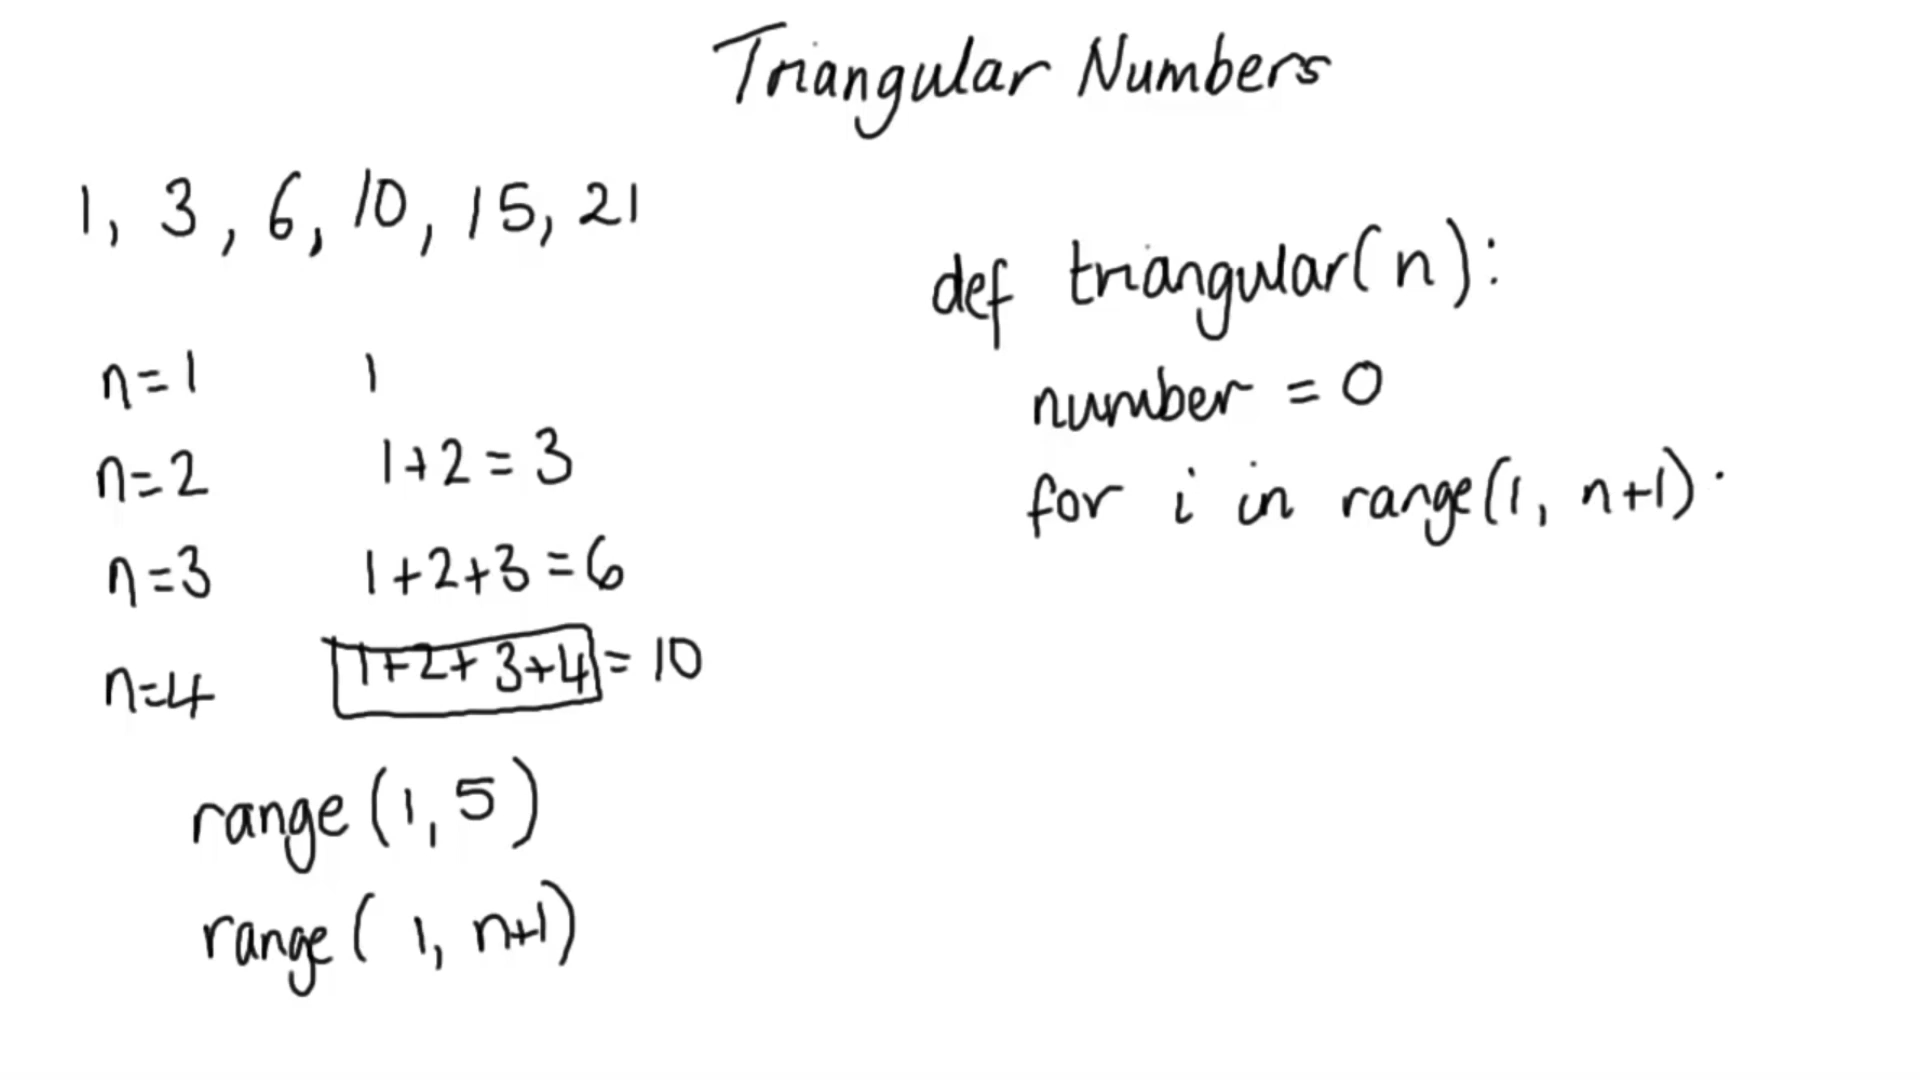 Triangular Numbers
1, 3, 6, 10, 15, 21
n=1 1
n=2 1+2=3
n=3 1+2+3=6
n=4 1+2+3+4=10
range(1,5)
range(1, n+1)
def triangular(n):
number = 0
for i in range(1, n+1).